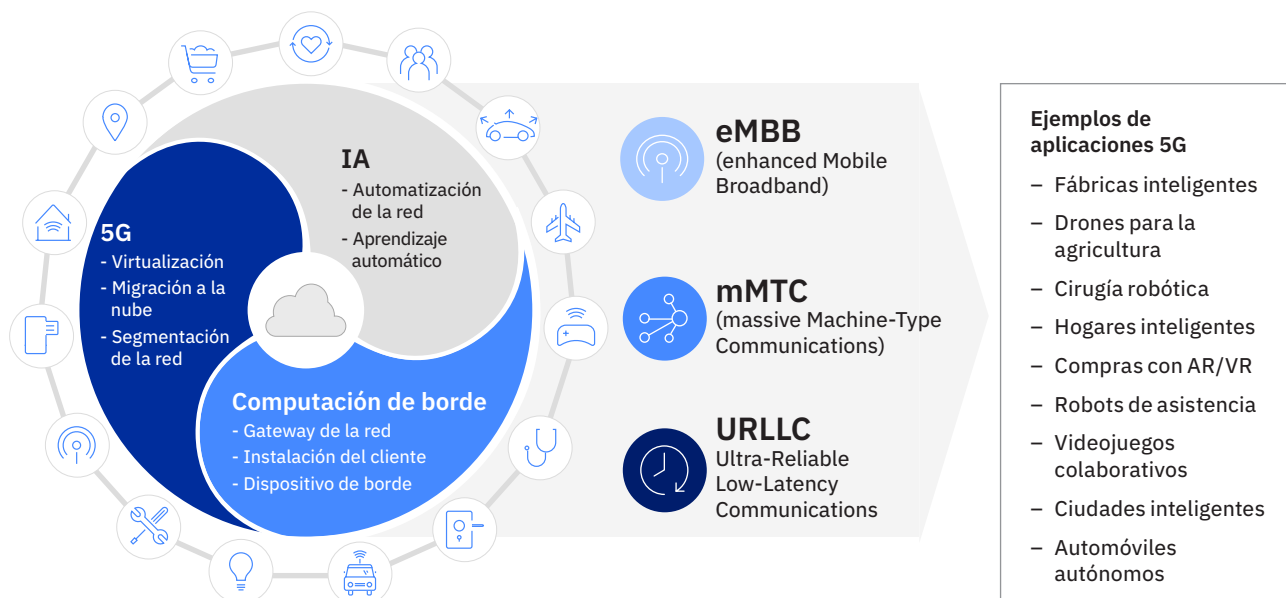 IA
- Automatización
de la red
- Aprendizaje
automático
5G
- Virtualización
- Migración a la
nube
- Segmentación
de la red
Computación de borde
- Gateway de la red
- Instalación del cliente
- Dispositivo de borde
eMBB
(enhanced Mobile
Broadband)
mMTC
(massive Machine-Type
Communications)
URLLC
Ultra-Reliable
Low-Latency
Communications
Ejemplos de
aplicaciones 5G
– Fábricas inteligentes
– Drones para la
agricultura
– Cirugía robótica
– Hogares inteligentes
– Compras con AR/VR
– Robots de asistencia
– Videojuegos
colaborativos
– Ciudades inteligentes
– Automóviles
autónomos